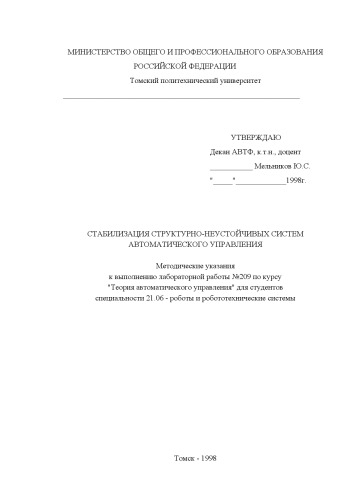 МИНИСТЕРСТВО ОБЩЕГО И ПРОФЕССИОНАЛЬНОГО ОБРАЗОВАНИЯ
РОССИЙСКОЙ ФЕДЕРАЦИИ
Томский политехнический университет
УТВЕРЖДАЮ
Декан АВТФ, к.т.н., доцент
___________ Мельников Ю.С.
"_____"_____________1998г.
СТАБИЛИЗАЦИЯ СТРУКТУРНО-НЕУСТОЙЧИВЫХ СИСТЕМ
АВТОМАТИЧЕСКОГО УПРАВЛЕНИЯ
Методические указания
к выполнению лабораторной работы №209 по курсу
"Теория автоматического управления" для студентов
специальности 21.06 - роботы и робототехнические системы
Томск - 1998